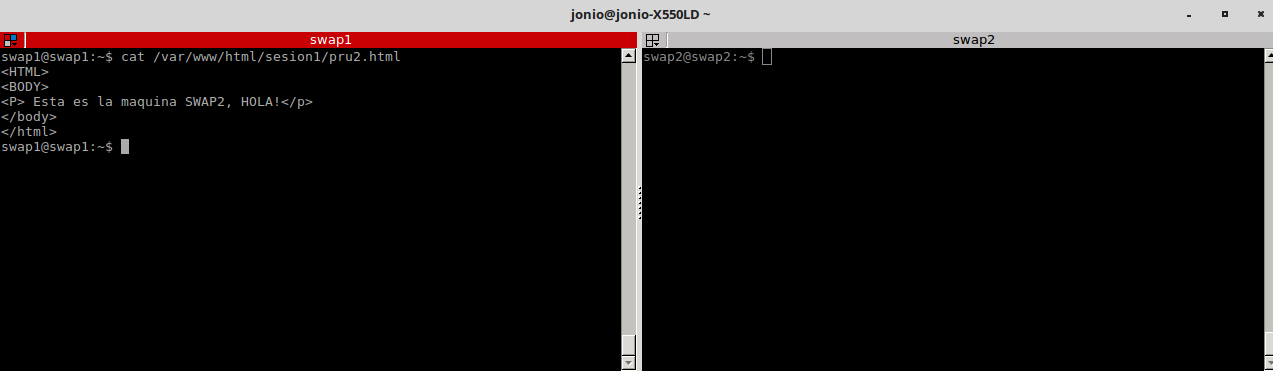 jonio@jonio-X550LD ~
swap1
swap1@swap1:~$ cat /var/www/html/sesion1/pru2.html
<HTML>
<BODY>
<P> Esta es la maquina SWAP2, HOLA!</p>
</body>
</html>
swap1@swap1:~$
swap2
swap2@swap2:~$